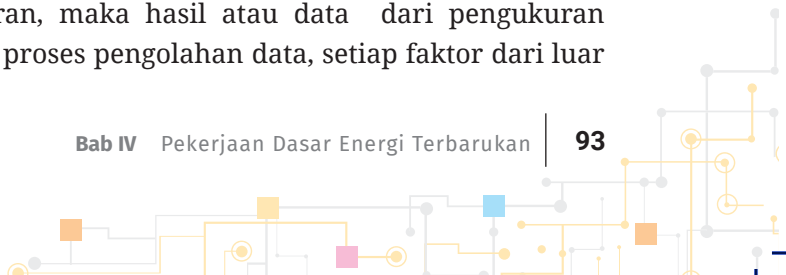 ran, maka hasil atau data dari pengukuran
proses pengolahan data, setiap faktor dari luar
Bab IV Pekerjaan Dasar Energi Terbarukan 93